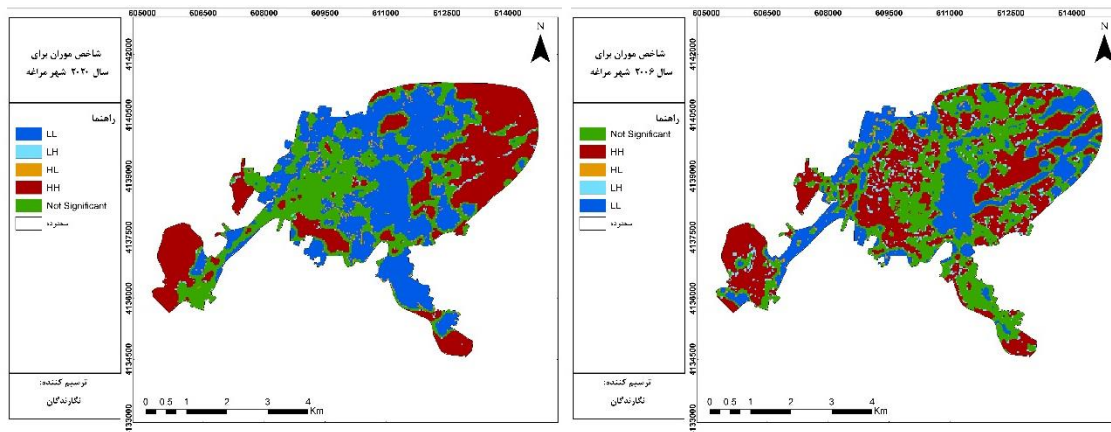 605000 606500 608000 609500 611000 612500 614000
شاخص موران برای
سال ۲۰۲۰ شهر مراغه
راهنما
LL
LH
HL
HH
Not Significant
محدوده
ترسیم کننده:
نگارندگان
N
4142000
4140500
4139000
4137500
4136000
4134500
133000
0 0.5 1 2 3 4
Km
605000 606500 608000 609500 611000 612500 614000
شاخص موران برای
سال ۲۰۰۶ شهر مراغه
راهنما
Not Significant
HH
HL
LH
LL
محدوده
ترسیم کننده:
نگارندگان
N
4142000
4140500
4139000
4137500
4136000
4134500
133000
0 0.5 1 2 3 4
Km